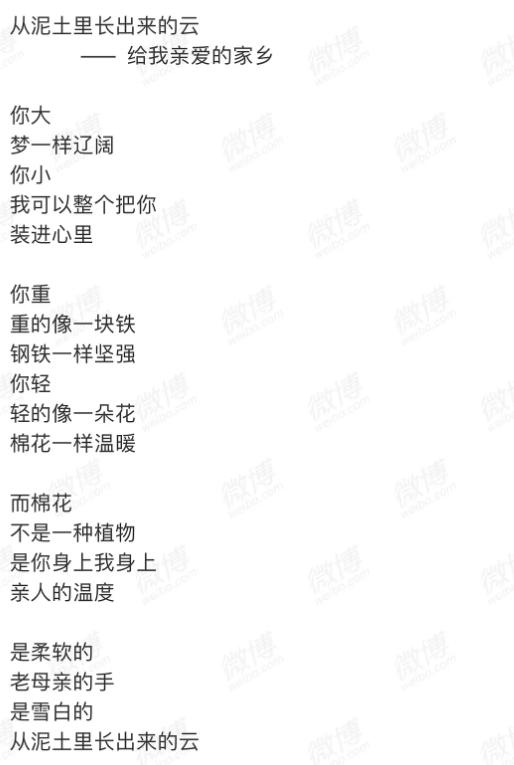 从泥土里长出来的云
—— 给我亲爱的家乡
你大
梦一样辽阔
你小
我可以整个把你
装进心里
你重
重的像一块铁
钢铁一样坚强
你轻
轻的像一朵花
棉花一样温暖
而棉花
不是一种植物
是你身上我身上
亲人的温度
是柔软的
老母亲的手
是雪白的
从泥土里长出来的云